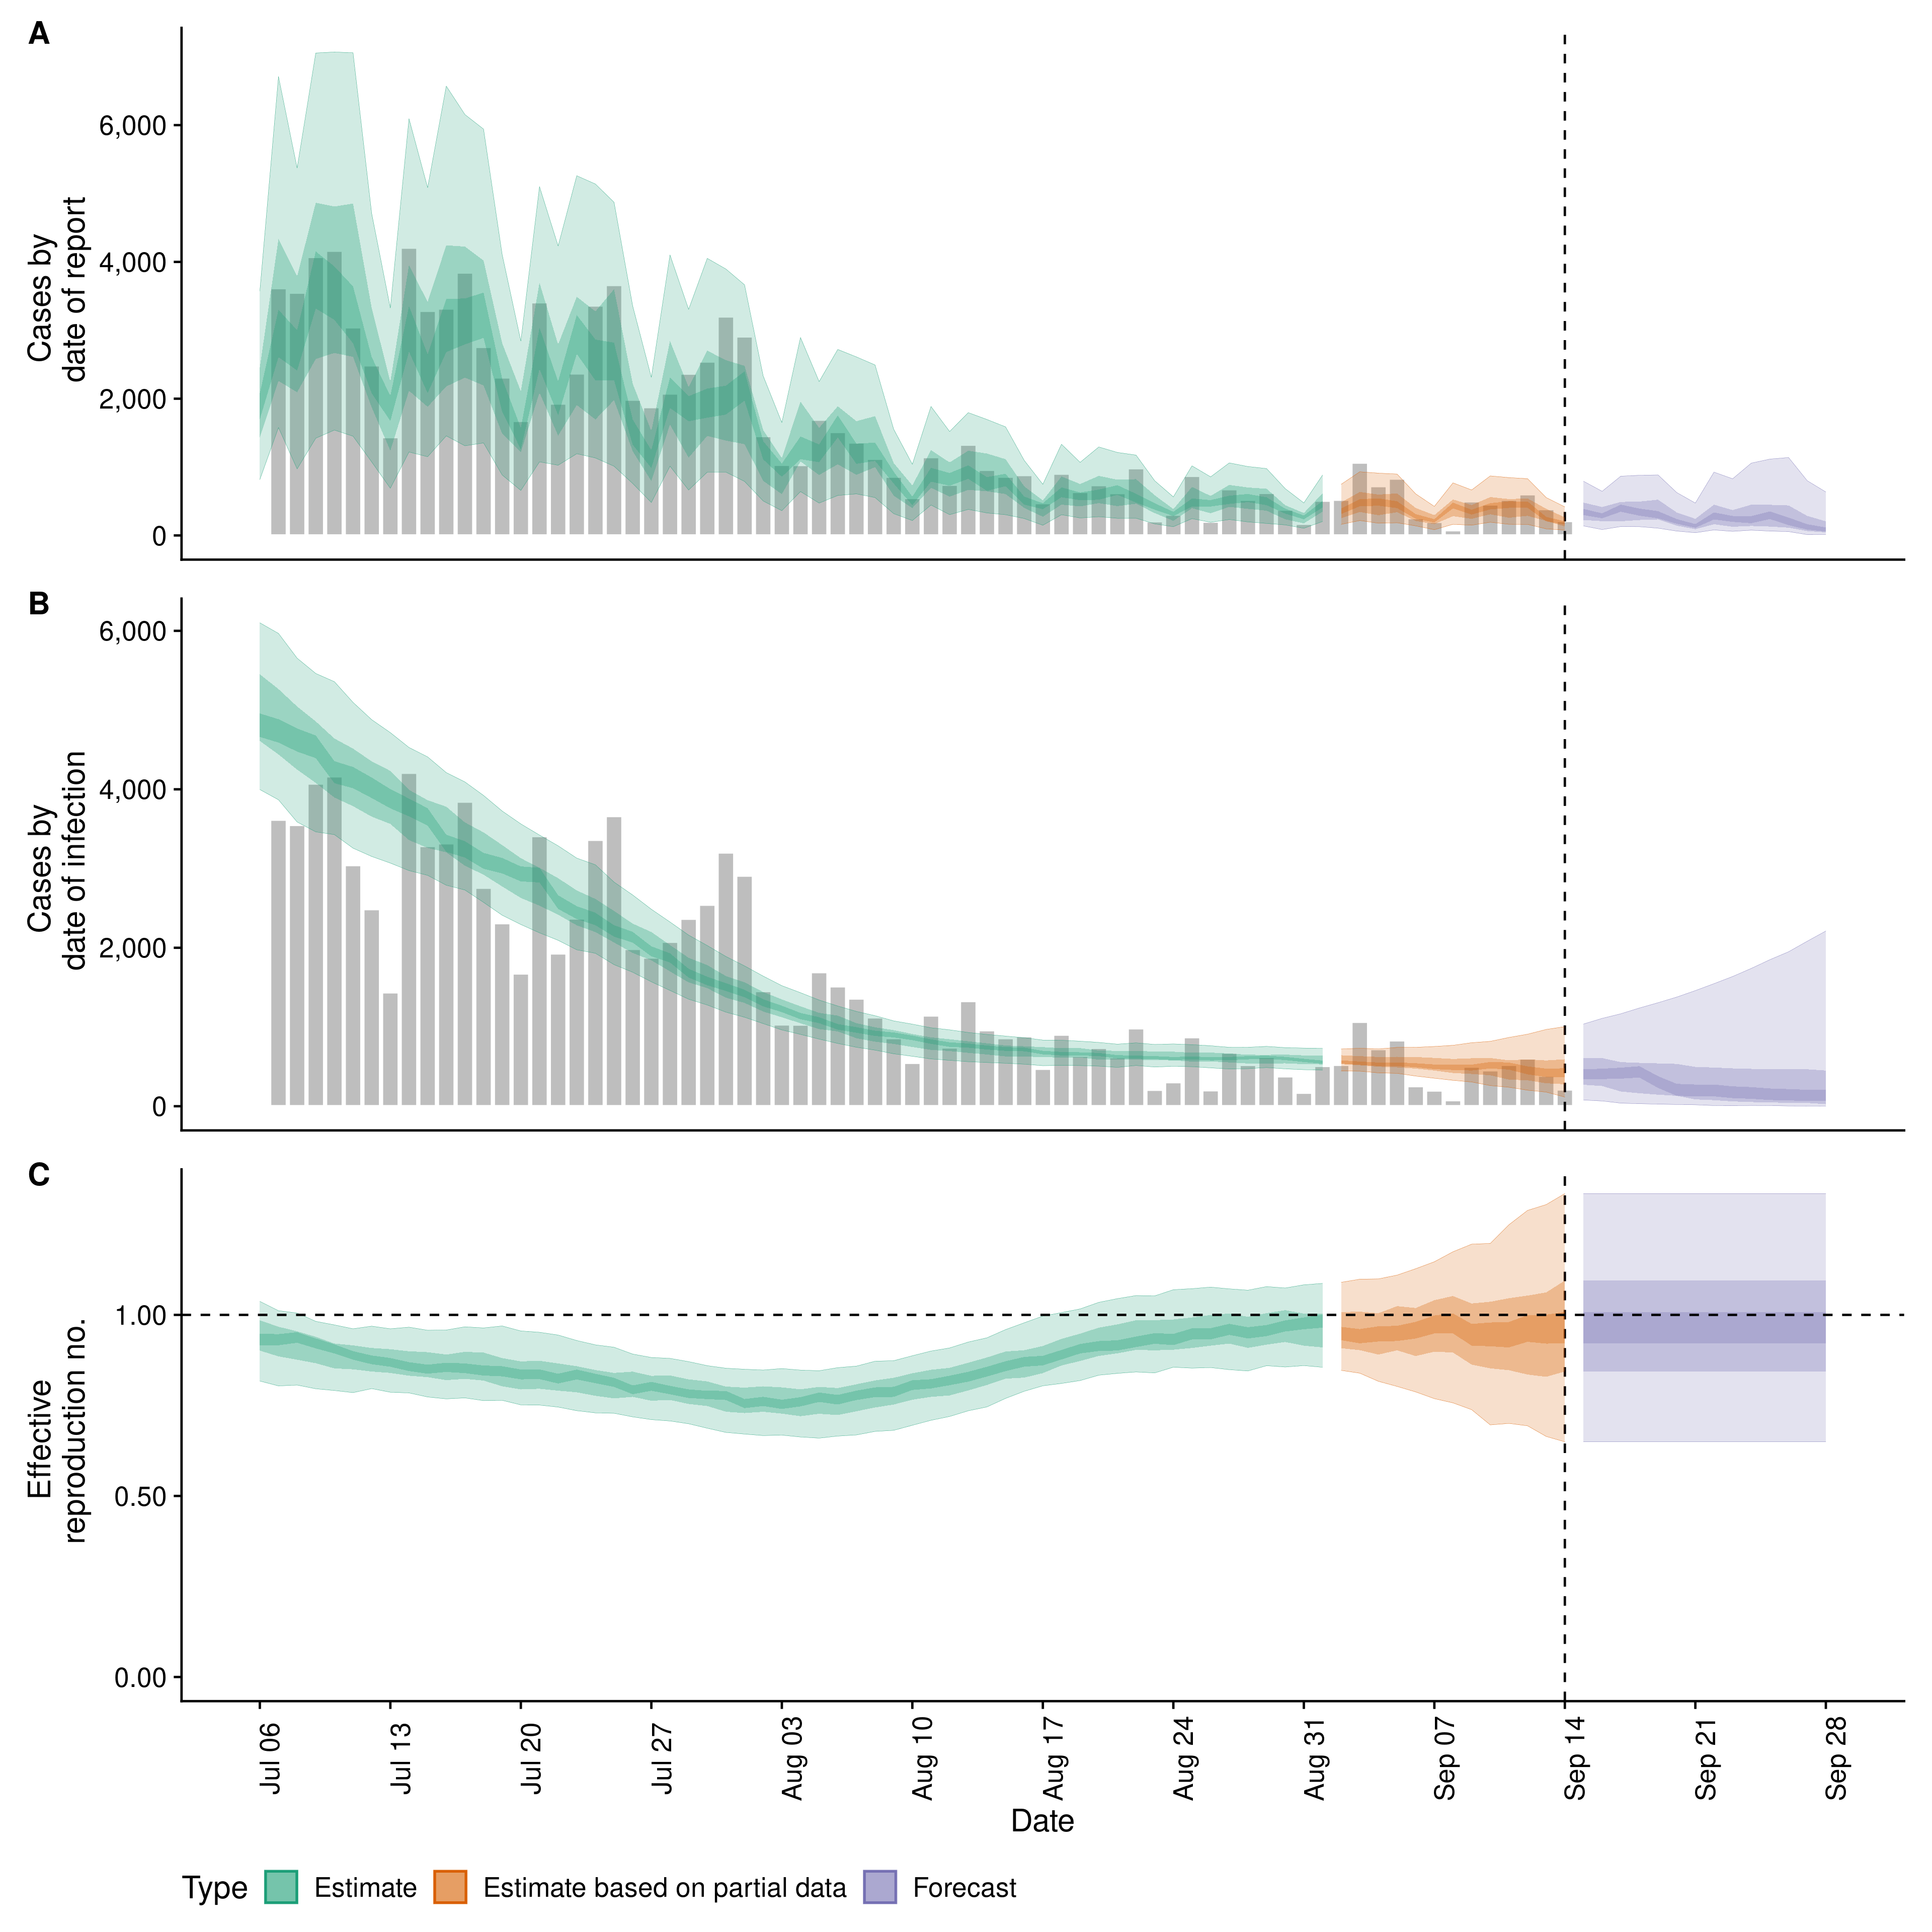 A
Cases by
date of report
6,000
4,000
2,000
0
B
Cases by
date of infection
6,000
4,000
2,000
0
C
Effective
reproduction no.
1.00
0.50
0.00
Jul 06
Jul 13
Jul 20
Jul 27
Aug 03
Aug 10
Aug 17
Aug 24
Aug 31
Sep 07
Sep 14
Sep 21
Sep 28
Date
Type Estimate Estimate based on partial data Forecast